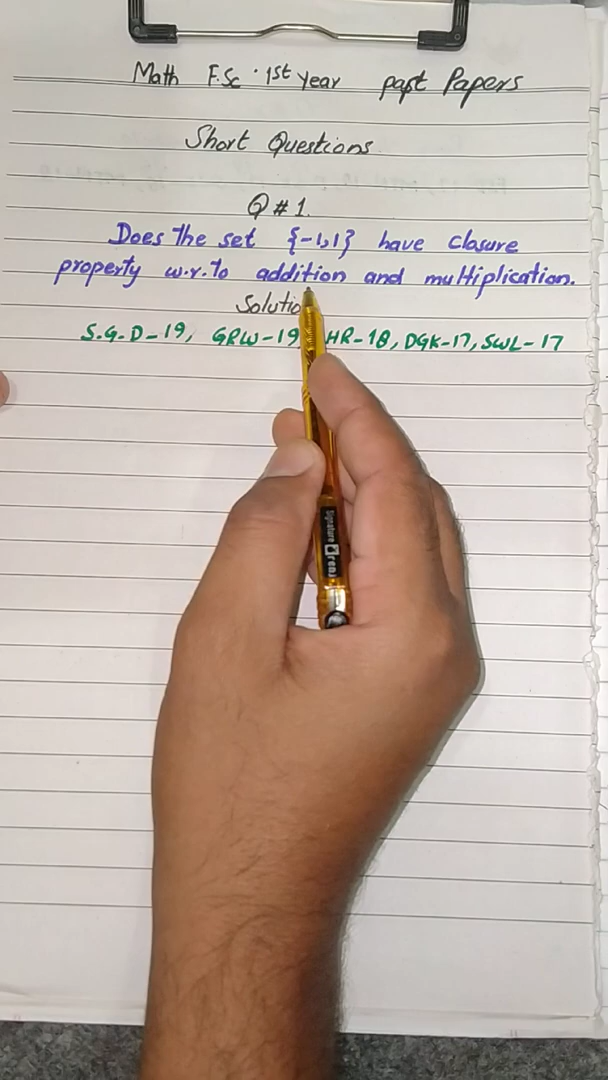 Math F.Sc. 1st year past Papers
Short Questions
Q # 1.
Does the set {-1,1} have closure
property w.r.to addition and multiplication.
Solutio
S.G.D-19, GRW-19, HR-18, DGK-17, SWL-17
Signature